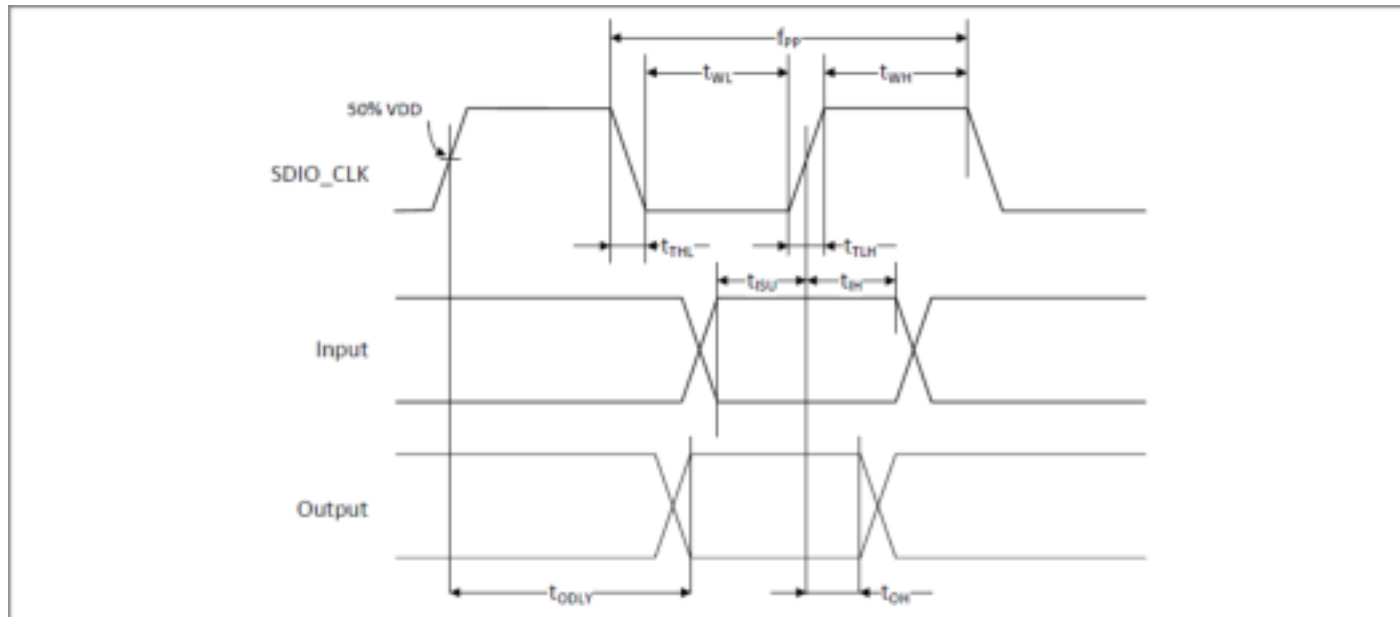 fPP
tWL
tWH
50% VDD
SDIO_CLK
tTHL
tTLH
tISU
tIH
Input
Output
tODLY
tOH